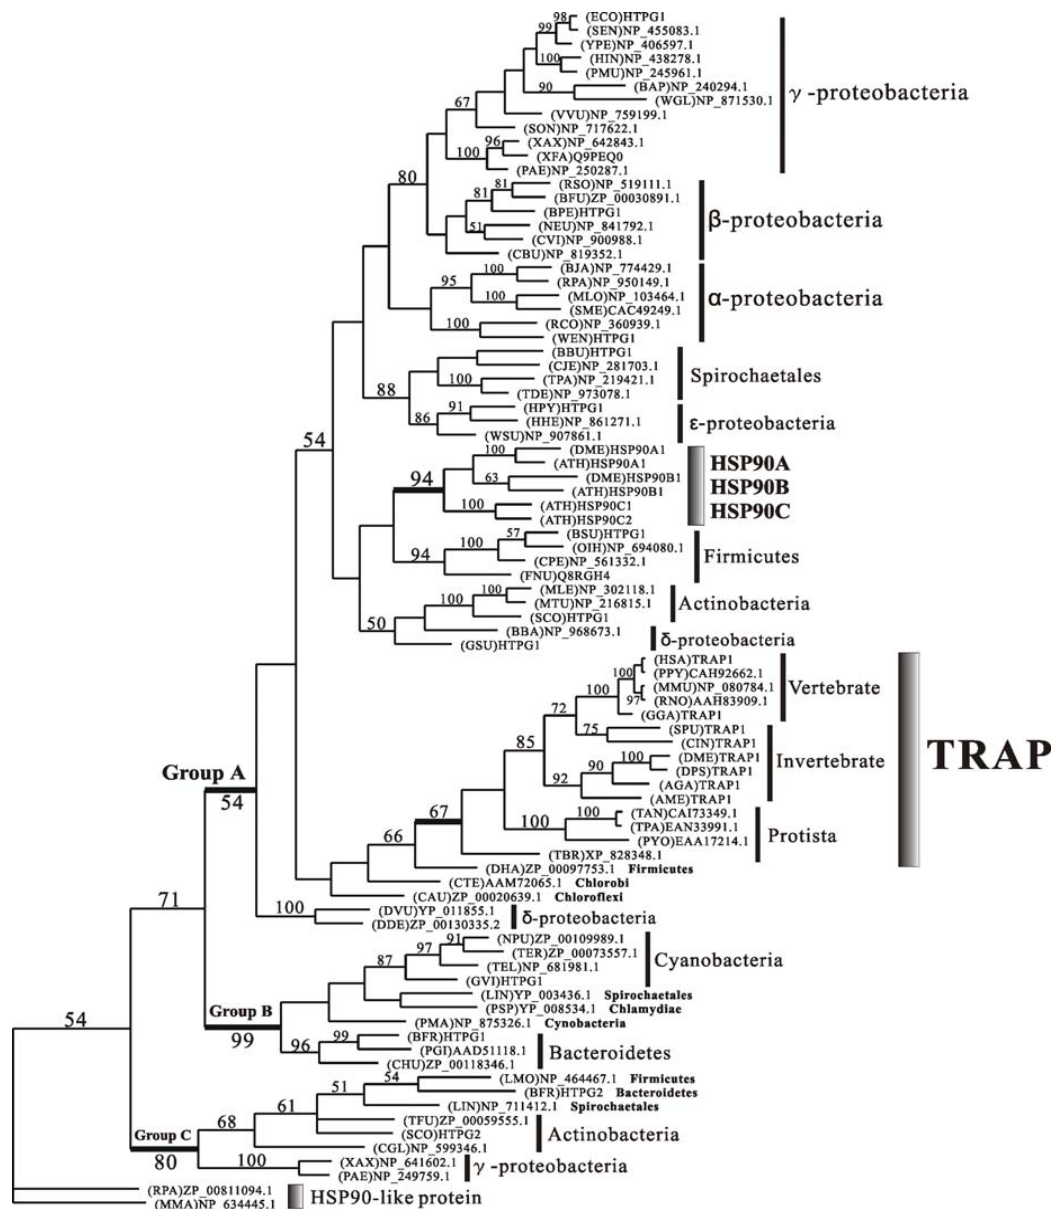 98 (ECO)HTPG1
99 (SEN)NP_455083.1
(YPE)NP_406597.1
(HIN)NP_438278.1
100 (PMU)NP_245961.1
(BAP)NP_240294.1
90 (WGL)NP_871530.1
γ -proteobacteria
67 (VVU)NP_759199.1
(SON)NP_717622.1
96 (XAX)NP_642843.1
100 (XFA)Q9PEQ0
(PAE)NP_250287.1
80
81 (RSO)NP_519111.1
81 (BFU)ZP_00030891.1
(BPE)HTPG1
β-proteobacteria
51 (NEU)NP_841792.1
(CVI)NP_900988.1
(CBU)NP_819352.1
100 (BJA)NP_774429.1
95 (RPA)NP_950149.1
100 (MLO)NP_103464.1
α-proteobacteria
(SME)CAC49249.1
100 (RCO)NP_360939.1
(WEN)HTPG1
(BBU)HTPG1
(CJE)NP_281703.1
88 100 (TPA)NP_219421.1
Spirochaetales
(TDE)NP_973078.1
91 (HPY)HTPG1
86 (HHE)NP_861271.1
ε-proteobacteria
(WSU)NP_907861.1
54
100 (DME)HSP90A1
(ATH)HSP90A1
HSP90A
94 63 (DME)HSP90B1
(ATH)HSP90B1
HSP90B
100 (ATH)HSP90C1
(ATH)HSP90C2
HSP90C
57 (BSU)HTPG1
100 (OIH)NP_694080.1
94 (CPE)NP_561332.1
Firmicutes
(FNU)Q8RGH4
100 (MLE)NP_302118.1
100 (MTU)NP_216815.1
Actinobacteria
(SCO)HTPG1
50 (BBA)NP_968673.1
(GSU)HTPG1
δ-proteobacteria
(HSA)TRAP1
100 (PPY)CAH92662.1
100 (MMU)NP_080784.1
Vertebrate
97 (RNO)AAH83909.1
72 (GGA)TRAP1
75 (SPU)TRAP1
(CIN)TRAP1
85
100 (DME)TRAP1
Invertebrate
TRAP
90 (DPS)TRAP1
92 (AGA)TRAP1
(AME)TRAP1
Group A
54
67 100 (TAN)CAI73349.1
100 (TPA)EAN33991.1
Protista
(PYO)EAA17214.1
66 (TBR)XP_828348.1
(DHA)ZP_00097753.1 Firmicutes
(CTE)AAM72065.1 Chlorobi
(CAU)ZP_00020639.1 Chloroflexi
71
100 (DVU)YP_011855.1
(DDE)ZP_00130335.2
δ-proteobacteria
91 (NPU)ZP_00109989.1
97 (TER)ZP_00073557.1
87 (TEL)NP_681981.1
Cyanobacteria
(GVI)HTPG1
(LIN)YP_003436.1 Spirochaetales
(PSP)YP_008534.1 Chlamydiae
Group B
(PMA)NP_875326.1 Cynobacteria
54
99
99 (BFR)HTPG1
96 (PGI)AAD51118.1
Bacteroidetes
(CHU)ZP_00118346.1
54 (LMO)NP_464467.1 Firmicutes
51 (BFR)HTPG2 Bacteroidetes
61 (LIN)NP_711412.1 Spirochaetales
68 (TFU)ZP_00059555.1
(SCO)HTPG2
Actinobacteria
Group C
(CGL)NP_599346.1
80 100 (XAX)NP_641602.1
(PAE)NP_249759.1
γ -proteobacteria
(RPA)ZP_00811094.1
(MMA)NP_634445.1
HSP90-like protein